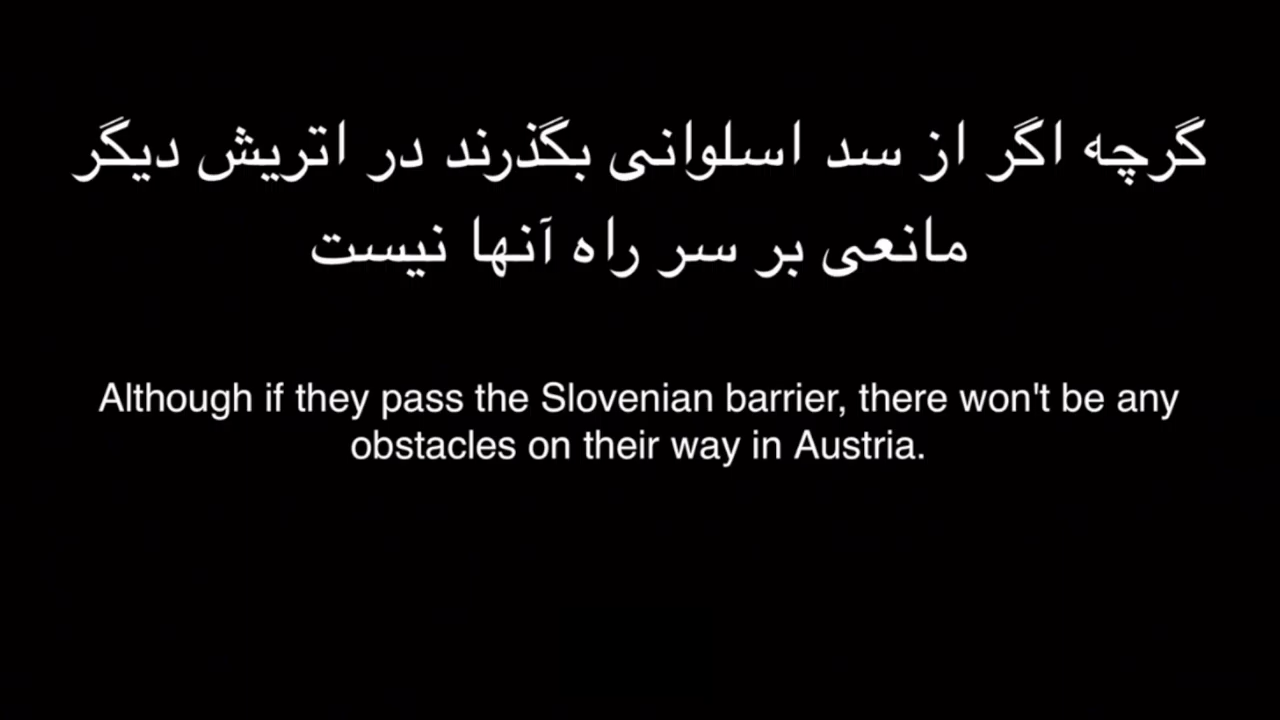 گرچه اگر از سد اسلوانی بگذرند در اتریش دیگر
مانعی بر سر راه آنها نیست
Although if they pass the Slovenian barrier, there won't be any
obstacles on their way in Austria.